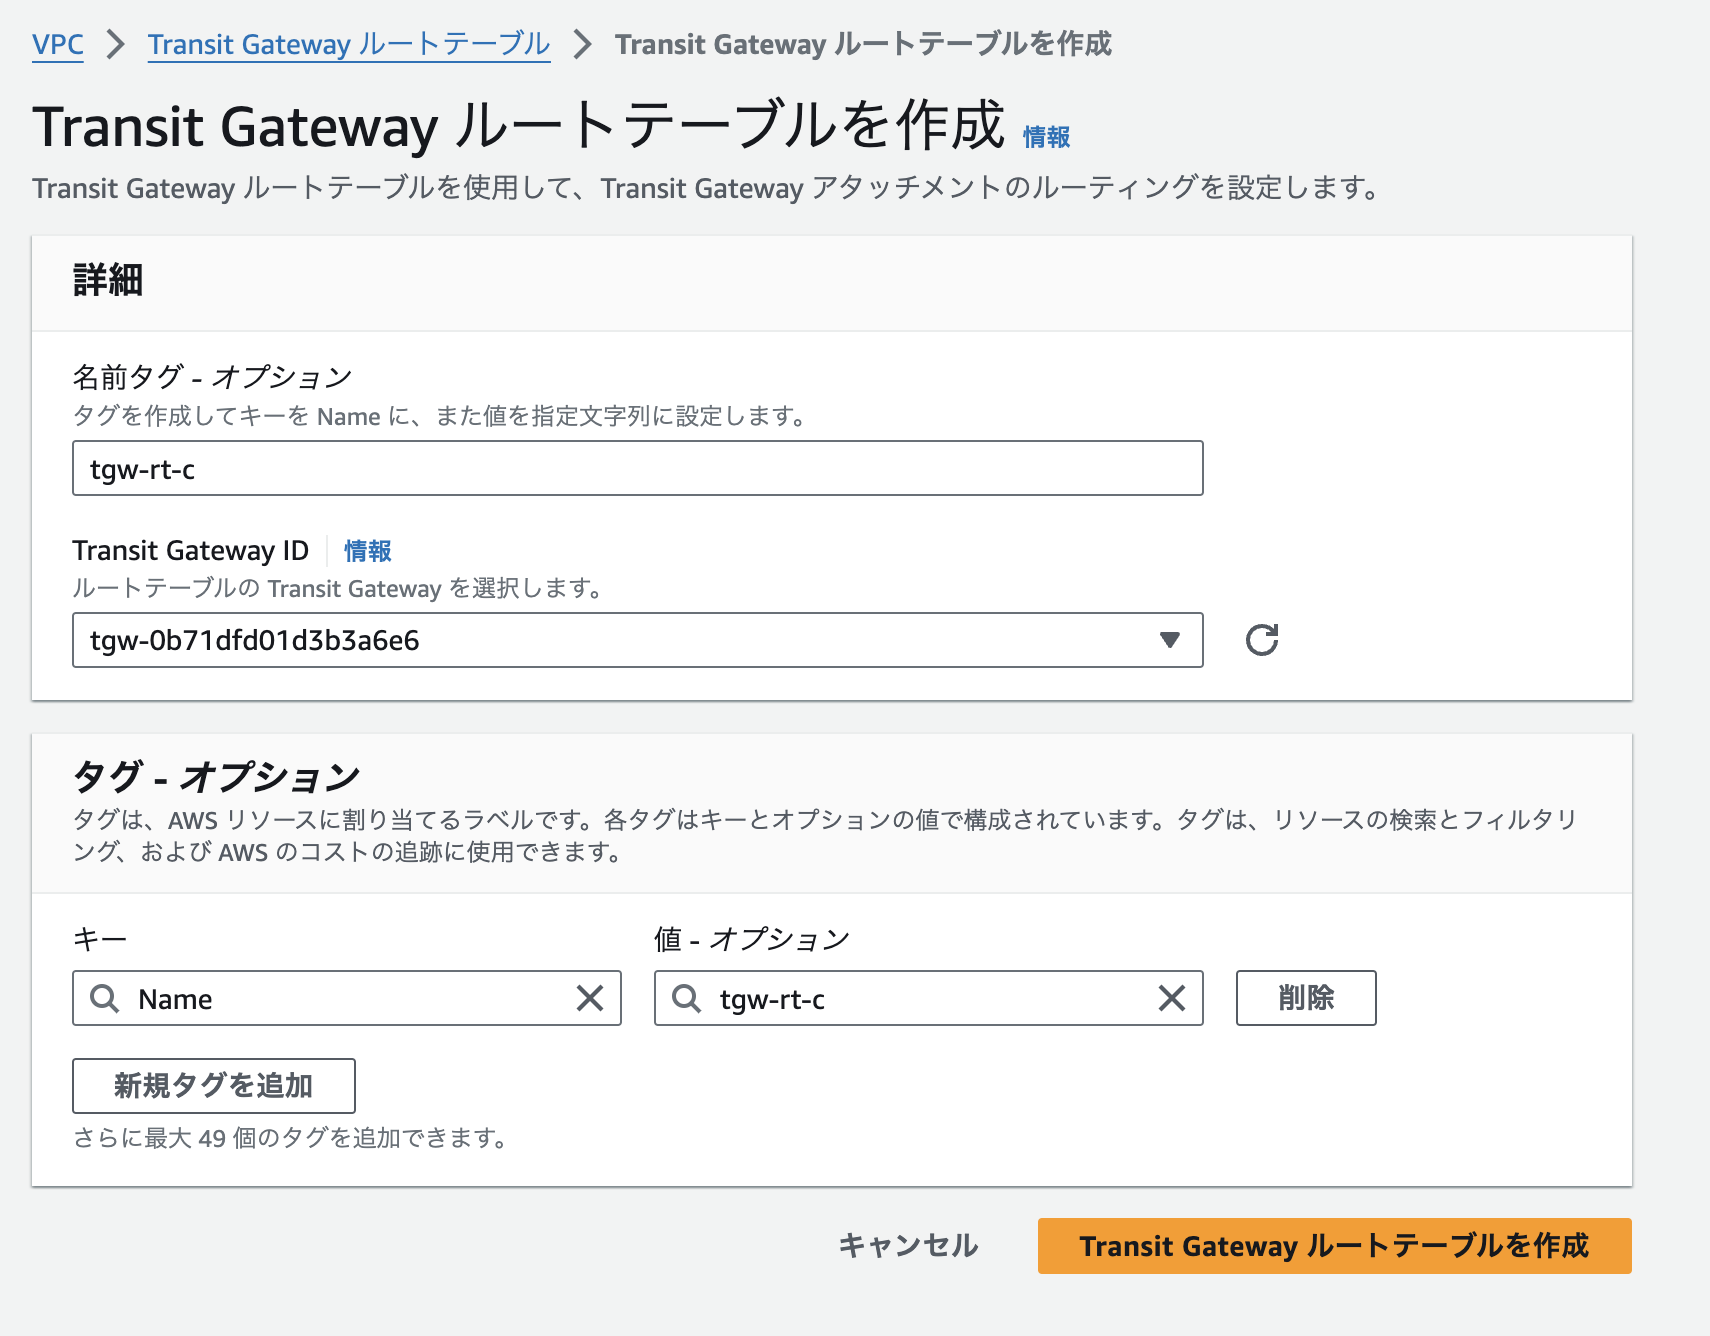 VPC > Transit Gateway ルートテーブル > Transit Gateway ルートテーブルを作成
Transit Gateway ルートテーブルを作成 情報
Transit Gateway ルートテーブルを使用して、Transit Gateway アタッチメントのルーティングを設定します。
詳細
名前タグ - オプション
タグを作成してキーを Name に、また値を指定文字列に設定します。
tgw-rt-c
Transit Gateway ID 情報
ルートテーブルの Transit Gateway を選択します。
tgw-0b71dfd01d3b3a6e6
タグ - オプション
タグは、AWS リソースに割り当てるラベルです。各タグはキーとオプションの値で構成されています。タグは、リソースの検索とフィルタリ
ング、および AWS のコストの追跡に使用できます。
キー 値 - オプション
Name tgw-rt-c 削除
新規タグを追加
さらに最大 49 個のタグを追加できます。
キャンセル Transit Gateway ルートテーブルを作成